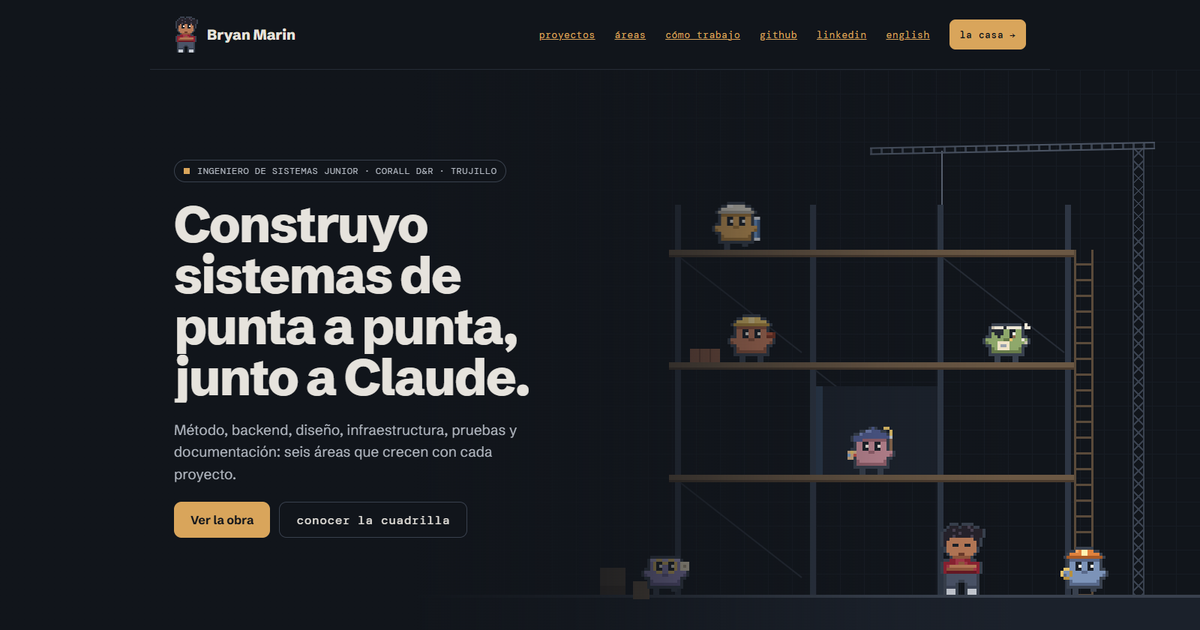 Bryan Marin
proyectos áreas cómo trabajo github linkedin english la casa →
INGENIERO DE SISTEMAS JUNIOR · CORALL D&R · TRUJILLO
Construyo
sistemas de
punta a punta,
junto a Claude.
Método, backend, diseño, infraestructura, pruebas y
documentación: seis áreas que crecen con cada
proyecto.
Ver la obra
conocer la cuadrilla